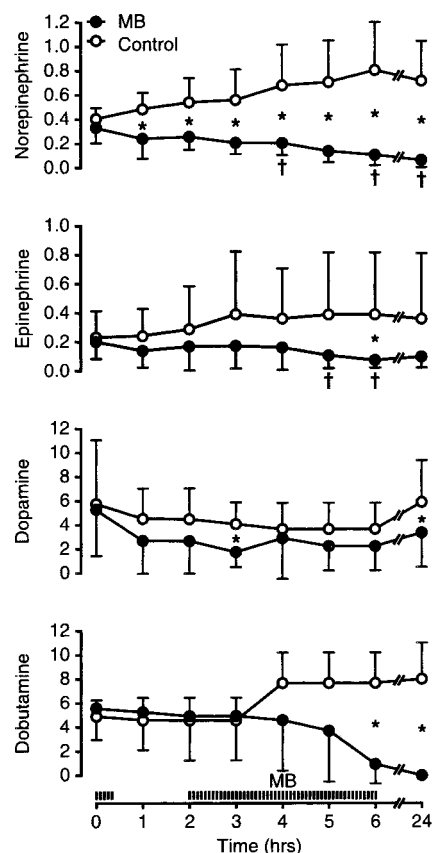 MB
Control
Norepinephrine
1.2
1.0
0.8
0.6
0.4
0.2
0.0
* * * * * * *
† † †
Epinephrine
1.0
0.8
0.6
0.4
0.2
0.0
*
† †
Dopamine
12
10
8
6
4
2
0
* *
Dobutamine
12
10
8
6
4
2
0
* *
MB
0 1 2 3 4 5 6 24
Time (hrs)